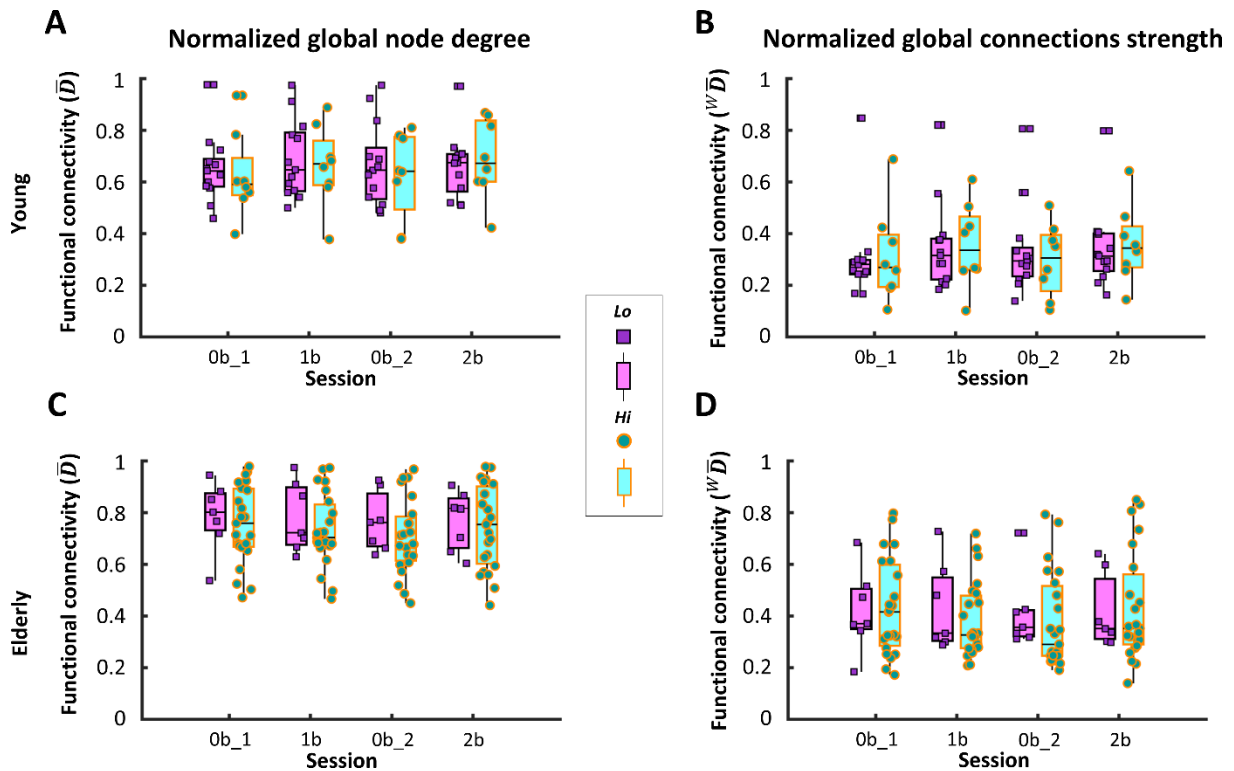 A
Normalized global node degree
B
Normalized global connections strength
Young
Functional connectivity (D̅)
1
0.8
0.6
0.4
0.2
0
0b_1 1b 0b_2 2b
Session
Functional connectivity (ᵂD̅)
1
0.8
0.6
0.4
0.2
0
0b_1 1b 0b_2 2b
Session
Lo
Hi
C
D
Elderly
Functional connectivity (D̅)
1
0.8
0.6
0.4
0.2
0
0b_1 1b 0b_2 2b
Session
Functional connectivity (ᵂD̅)
1
0.8
0.6
0.4
0.2
0
0b_1 1b 0b_2 2b
Session